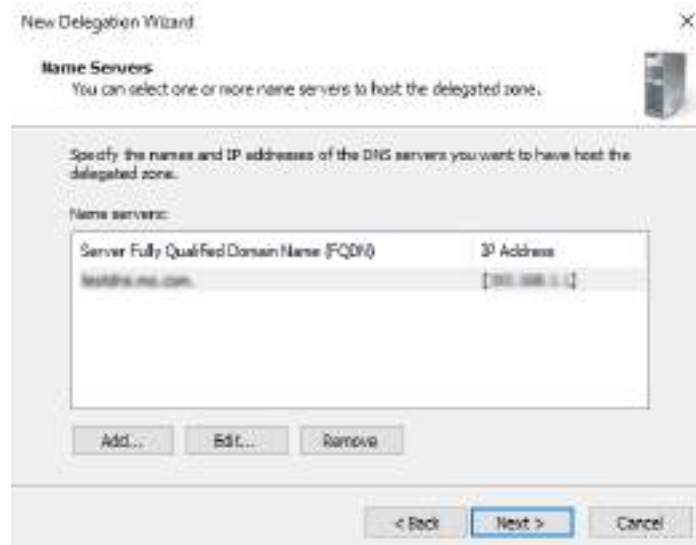 New Delegation Wizard
Name Servers
You can select one or more name servers to host the delegated zone.
Specify the names and IP addresses of the DNS servers you want to have host the
delegated zone.
Name servers:
Server Fully Qualified Domain Name (FQDN) IP Address
Add... Edit... Remove
< Back Next > Cancel